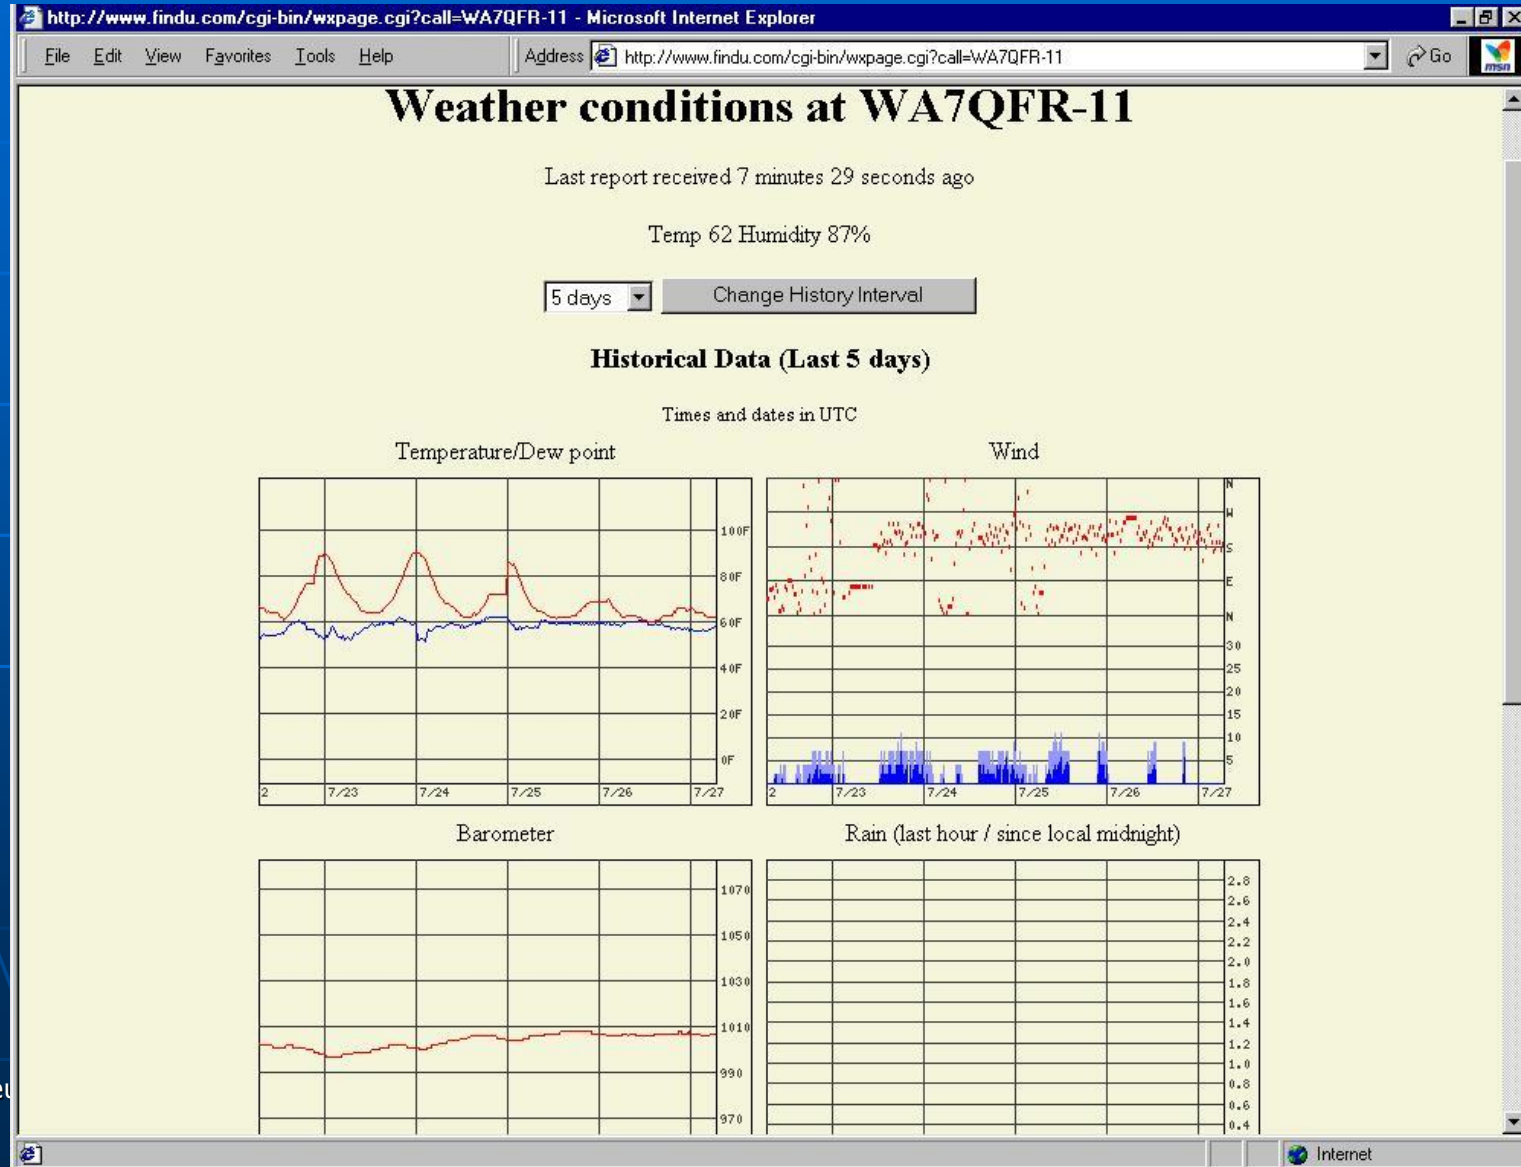 http://www.findu.com/cgi-bin/wxpage.cgi?call=WA7QFR-11 - Microsoft Internet Explorer
File Edit View Favorites Tools Help Address http://www.findu.com/cgi-bin/wxpage.cgi?call=WA7QFR-11 Go
msn
Weather conditions at WA7QFR-11
Last report received 7 minutes 29 seconds ago
Temp 62 Humidity 87%
5 days Change History Interval
Historical Data (Last 5 days)
Times and dates in UTC
Temperature/Dew point
100F
80F
60F
40F
20F
0F
2 7/23 7/24 7/25 7/26 7/27
Wind
N
W
S
E
N
30
25
20
15
10
5
2 7/23 7/24 7/25 7/26 7/27
Barometer
1070
1050
1030
1010
990
970
Rain (last hour / since local midnight)
2.8
2.6
2.4
2.2
2.0
1.8
1.6
1.4
1.2
1.0
0.8
0.6
0.4
Internet